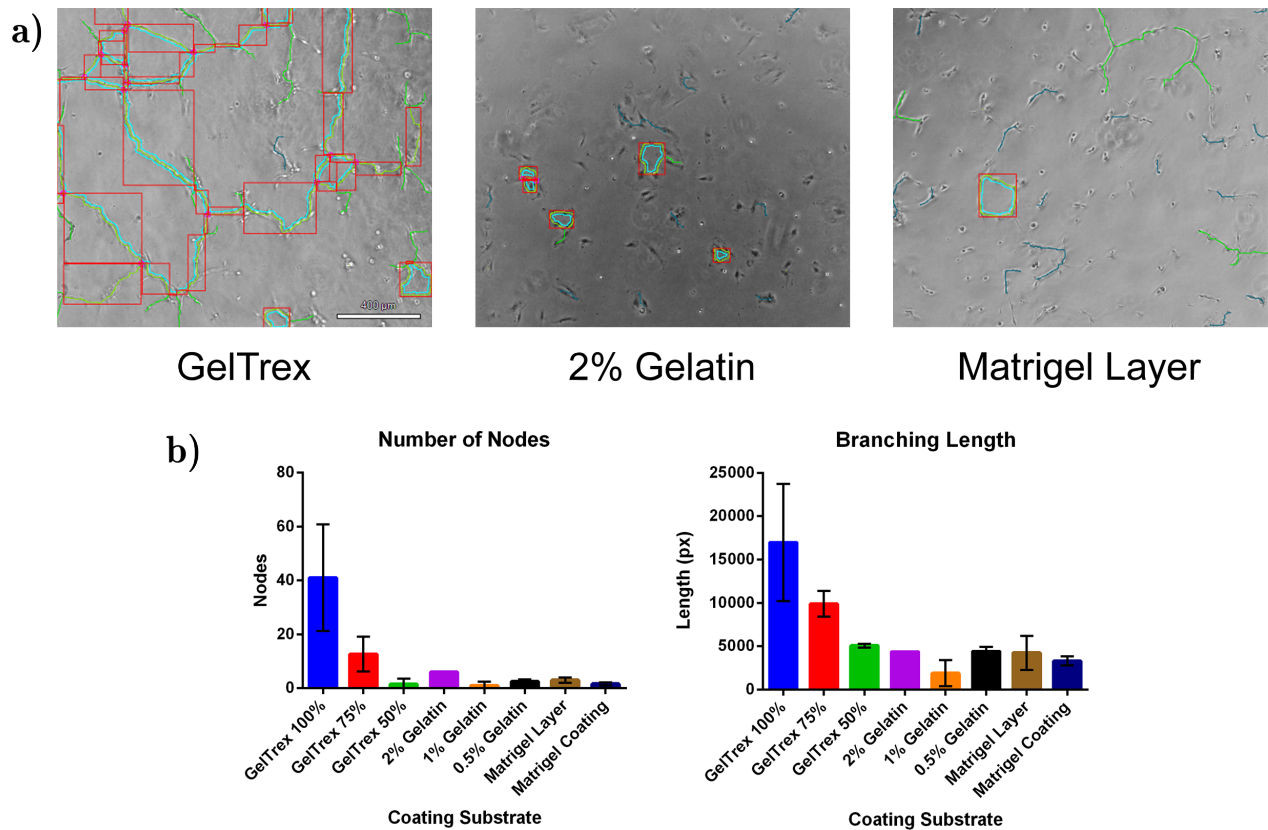 a)
400 µm
GelTrex
2% Gelatin
Matrigel Layer
b)
Number of Nodes
Nodes
80
60
40
20
0
GelTrex 100%
GelTrex 75%
GelTrex 50%
2% Gelatin
1% Gelatin
0.5% Gelatin
Matrigel Layer
Matrigel Coating
Coating Substrate
Branching Length
Length (px)
25000
20000
15000
10000
5000
0
GelTrex 100%
GelTrex 75%
GelTrex 50%
2% Gelatin
1% Gelatin
0.5% Gelatin
Matrigel Layer
Matrigel Coating
Coating Substrate